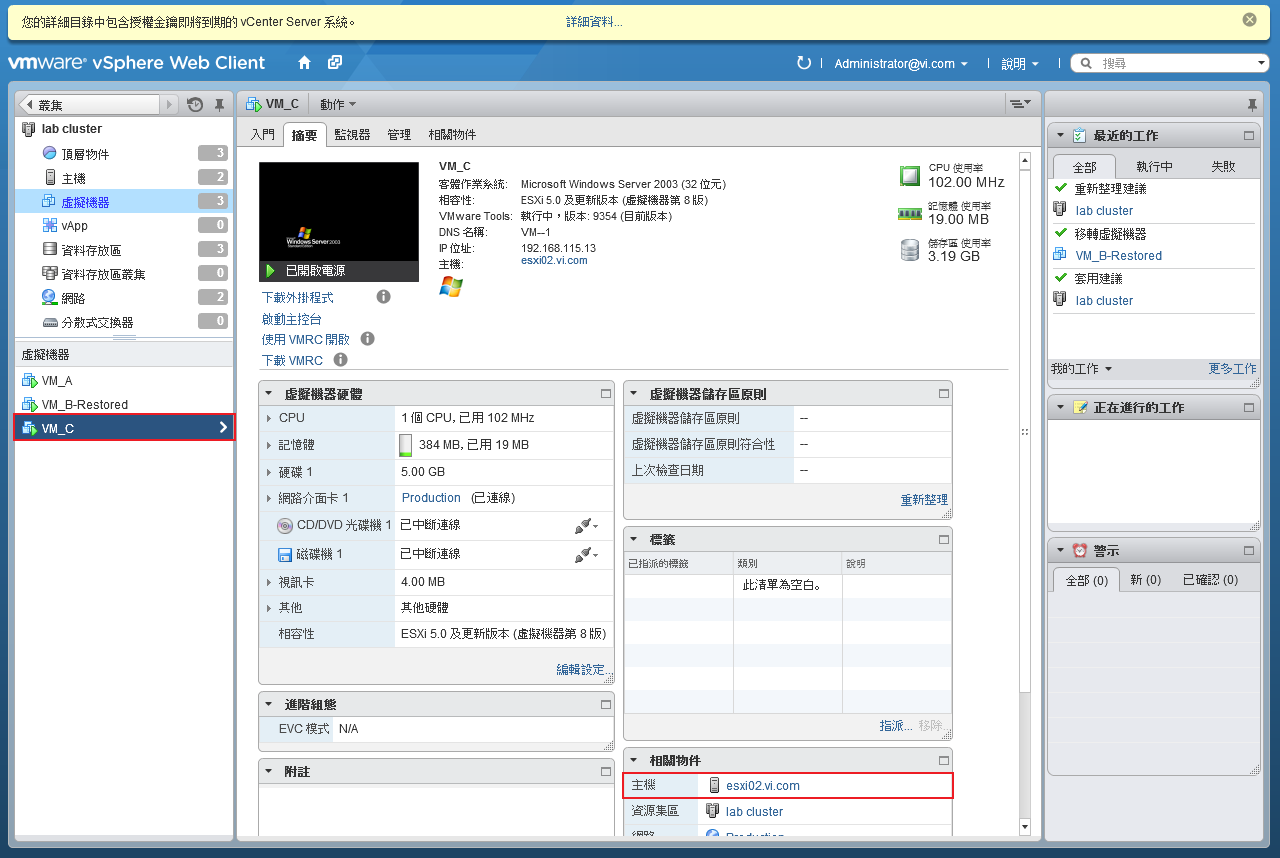 您的詳細目錄中包含授權金鑰即將到期的 vCenter Server 系統。 詳細資料...
vmware® vSphere Web Client
Administrator@vi.com 說明 搜尋
叢集
lab cluster
頂層物件 3
主機 2
虛擬機器 3
vApp 0
資料存放區 3
資料存放區叢集 0
網路 2
分散式交換器 0
虛擬機器
VM_A
VM_B-Restored
VM_C
VM_C 動作
入門 摘要 監視器 管理 相關物件
Windows Server 2003
已開啟電源
下載外掛程式
啟動主控台
使用 VMRC 開啟
下載 VMRC
VM_C
客體作業系統: Microsoft Windows Server 2003 (32 位元)
相容性: ESXi 5.0 及更新版本 (虛擬機器第 8 版)
VMware Tools: 執行中，版本: 9354 (目前版本)
DNS 名稱: VM--1
IP 位址: 192.168.115.13
主機: esxi02.vi.com
CPU 使用率
102.00 MHz
記憶體 使用率
19.00 MB
儲存區 使用率
3.19 GB
虛擬機器硬體
CPU 1 個 CPU, 已用 102 MHz
記憶體 384 MB, 已用 19 MB
硬碟 1 5.00 GB
網路介面卡 1 Production (已連線)
CD/DVD 光碟機 1 已中斷連線
磁碟機 1 已中斷連線
視訊卡 4.00 MB
其他 其他硬體
相容性 ESXi 5.0 及更新版本 (虛擬機器第 8 版)
編輯設定...
進階組態
EVC 模式 N/A
附註
虛擬機器儲存區原則
虛擬機器儲存區原則 --
虛擬機器儲存區原則符合性 --
上次檢查日期 --
重新整理
標籤
已指派的標籤 類別 說明
此清單為空白。
指派... 移除...
相關物件
主機 esxi02.vi.com
資源集區 lab cluster
網路 Production
最近的工作
全部 執行中 失敗
重新整理建議
lab cluster
移轉虛擬機器
VM_B-Restored
套用建議
lab cluster
我的工作 更多工作
正在進行的工作
警示
全部 (0) 新 (0) 已確認 (0)